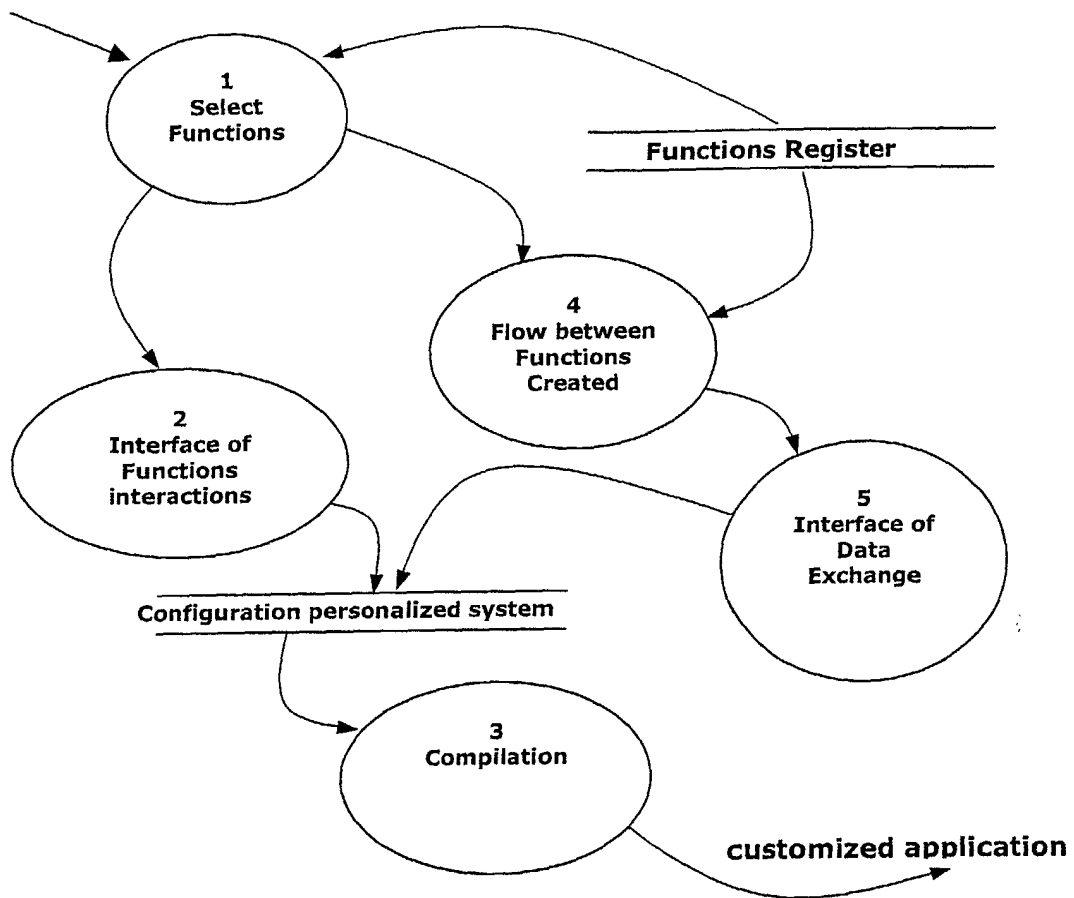 1
Select
Functions
Functions Register
4
Flow between
Functions
Created
2
Interface of
Functions
interactions
5
Interface of
Data
Exchange
Configuration personalized system
3
Compilation
customized application